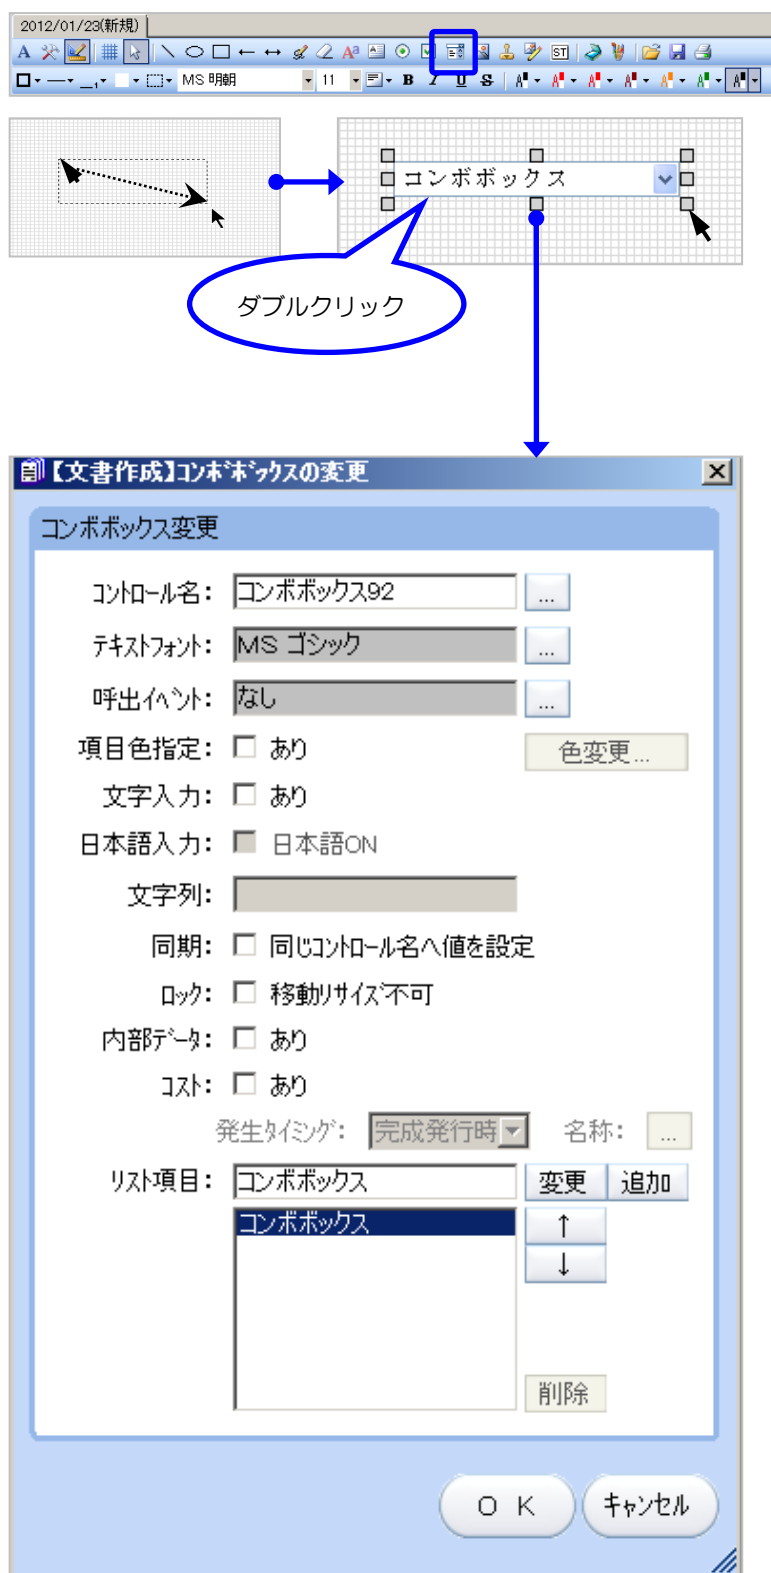 2012/01/23(新規)
A Aª ST
MS 明朝 11 B I U S A A A A A A A
コンボボックス
ダブルクリック
【文書作成】ｺﾝﾎﾞﾎﾞｯｸｽの変更
コンボボックス変更
ｺﾝﾄﾛｰﾙ名： コンボボックス92 ...
ﾃｷｽﾄﾌｫﾝﾄ： ＭＳ ゴシック ...
呼出ｲﾍﾞﾝﾄ： なし ...
項目色指定： あり 色変更...
文字入力： あり
日本語入力： 日本語ON
文字列：
同期： 同じｺﾝﾄﾛｰﾙ名へ値を設定
ﾛｯｸ： 移動ﾘｻｲｽﾞ不可
内部ﾃﾞｰﾀ： あり
ｺｽﾄ： あり
発生ﾀｲﾐﾝｸﾞ： 完成発行時 名称： ...
ﾘｽﾄ項目： コンボボックス 変更 追加
コンボボックス ↑
↓
削除
ＯＫ ｷｬﾝｾﾙ